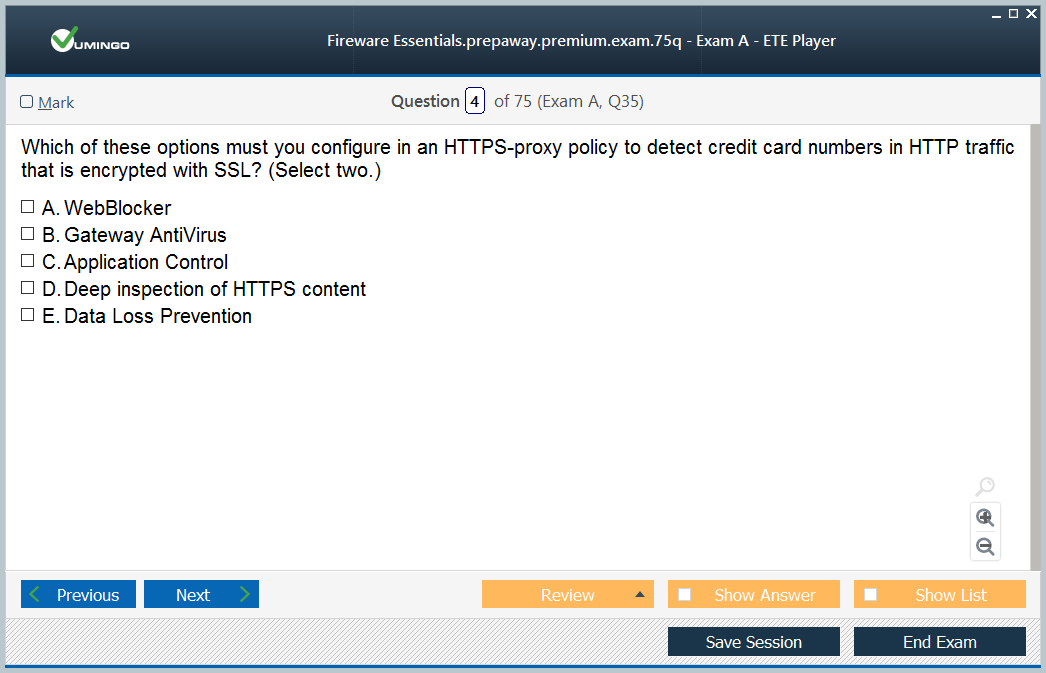 VUMINGO
Fireware Essentials.prepaway.premium.exam.75q - Exam A - ETE Player
Mark
Question 4 of 75 (Exam A, Q35)
Which of these options must you configure in an HTTPS-proxy policy to detect credit card numbers in HTTP traffic
that is encrypted with SSL? (Select two.)
A. WebBlocker
B. Gateway AntiVirus
C. Application Control
D. Deep inspection of HTTPS content
E. Data Loss Prevention
Previous
Next
Review
Show Answer
Show List
Save Session
End Exam